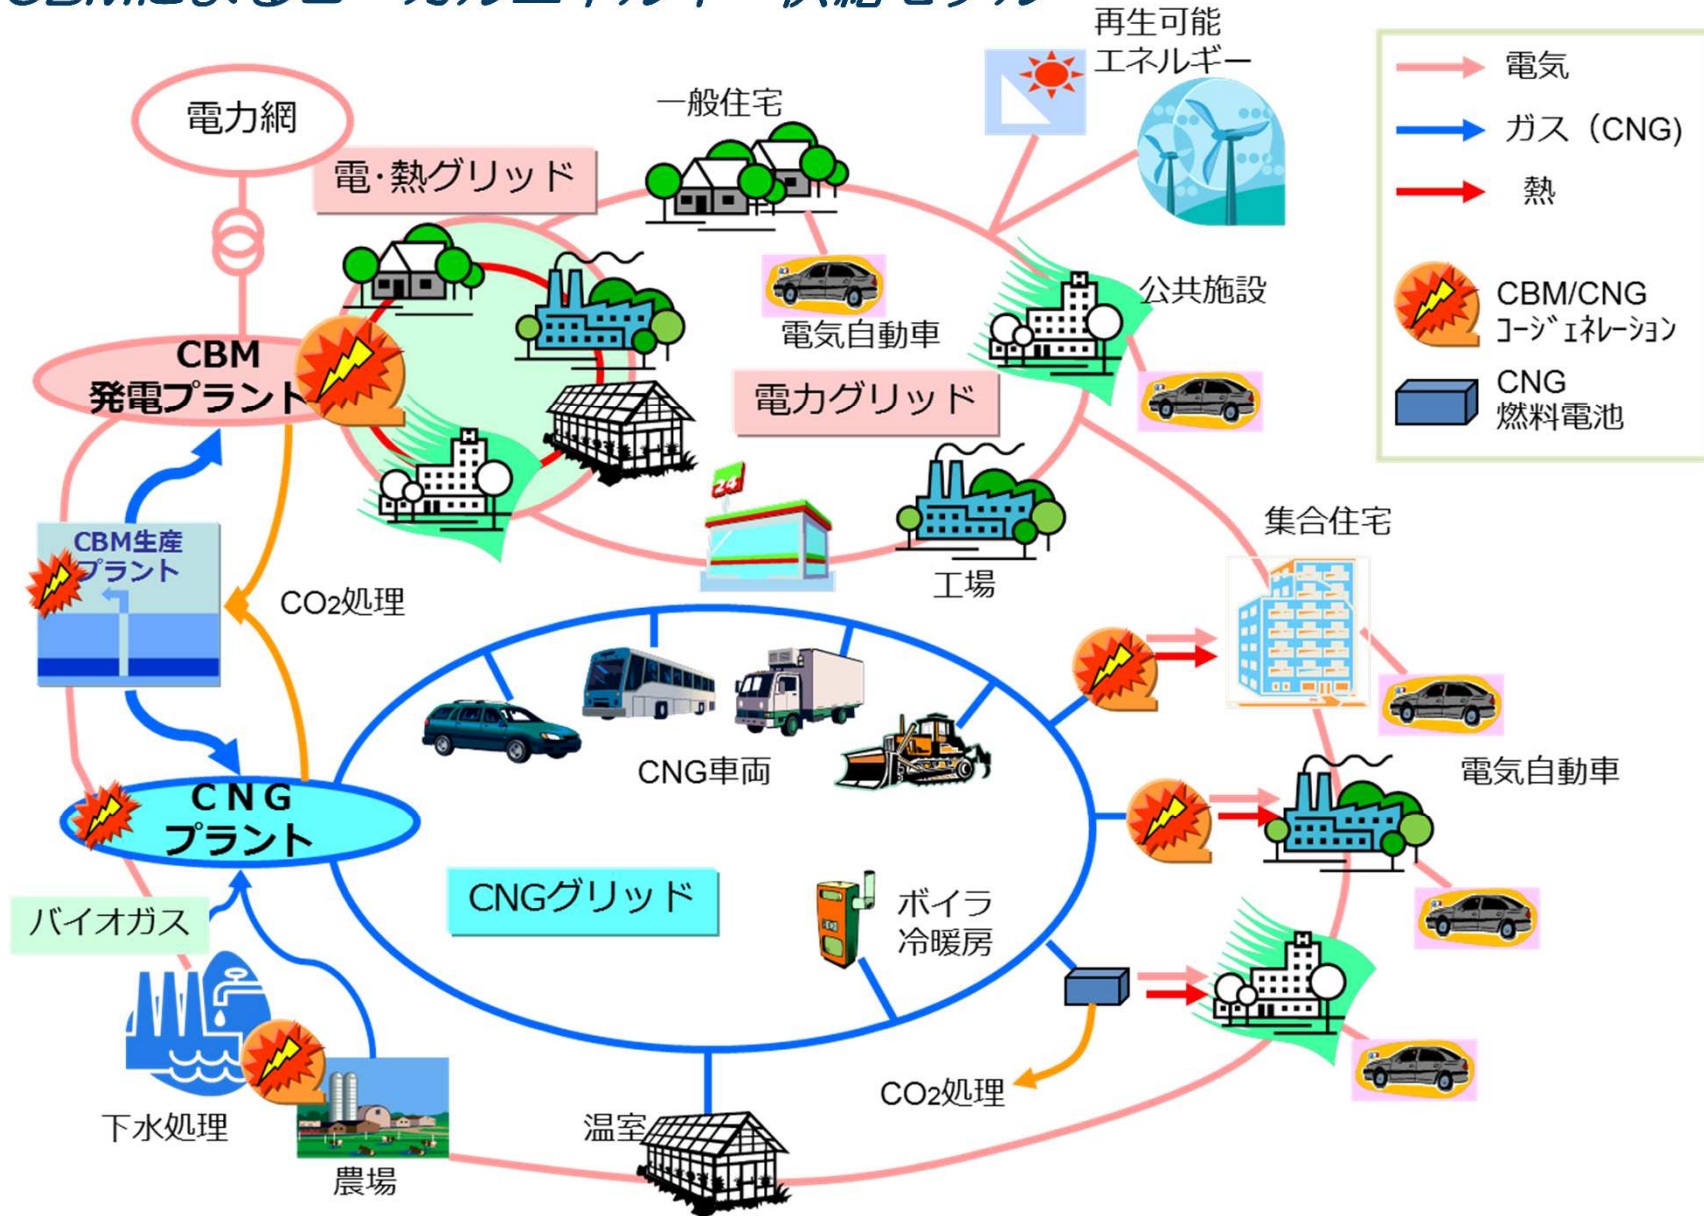 再生可能
エネルギー
電力網
一般住宅
電・熱グリッド
電気
ガス（CNG)
熱
CBM/CNG
コージェネレーション
CNG
燃料電池
公共施設
電気自動車
CBM
発電プラント
電力グリッド
24
集合住宅
CBM生産
プラント
CO2処理
工場
CNG車両
電気自動車
CNG
プラント
CNGグリッド
ボイラ
冷暖房
バイオガス
CO2処理
下水処理
温室
農場